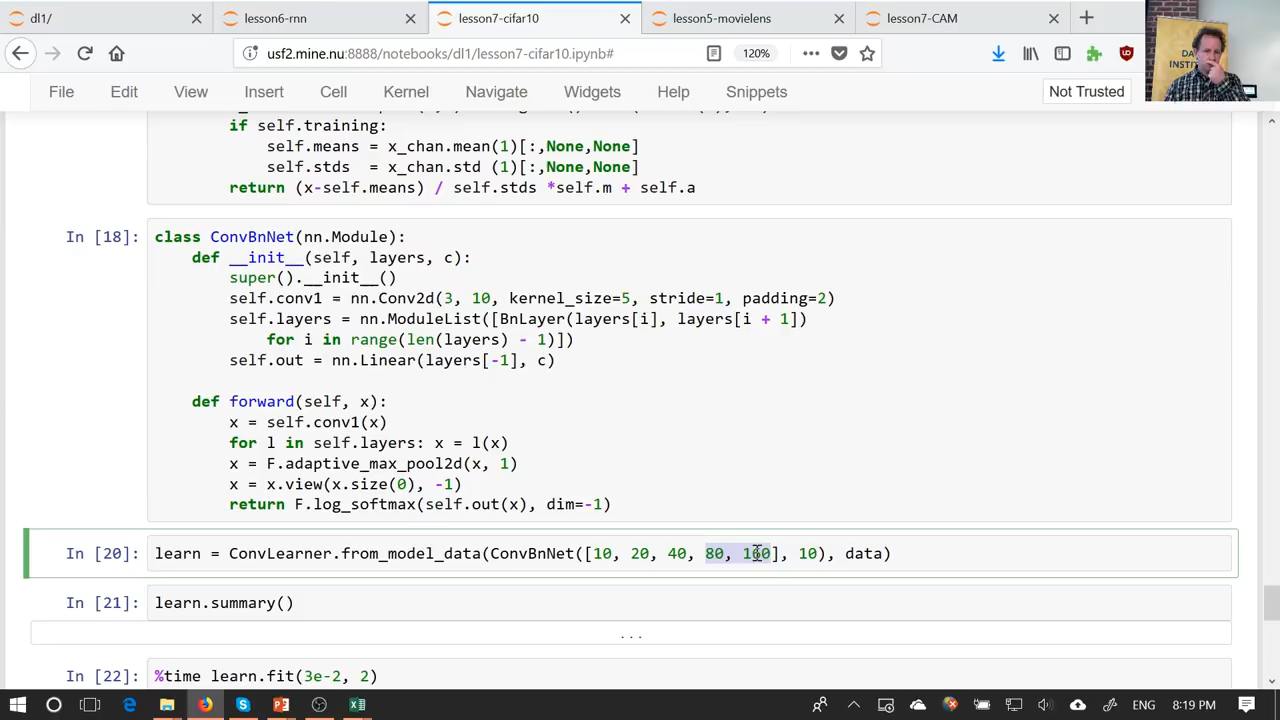 dl1/
lesson6-rnn
lesson7-cifar10
lesson5-movielens
lesson7-CAM
usf2.mine.nu:8888/notebooks/dl1/lesson7-cifar10.ipynb#
120%
File Edit View Insert Cell Kernel Navigate Widgets Help Snippets
Not Trusted
if self.training:
self.means = x_chan.mean(1)[:,None,None]
self.stds  = x_chan.std (1)[:,None,None]
return (x-self.means) / self.stds *self.m + self.a
In [18]: class ConvBnNet(nn.Module):
def __init__(self, layers, c):
super().__init__()
self.conv1 = nn.Conv2d(3, 10, kernel_size=5, stride=1, padding=2)
self.layers = nn.ModuleList([BnLayer(layers[i], layers[i + 1])
for i in range(len(layers) - 1)])
self.out = nn.Linear(layers[-1], c)
def forward(self, x):
x = self.conv1(x)
for l in self.layers: x = l(x)
x = F.adaptive_max_pool2d(x, 1)
x = x.view(x.size(0), -1)
return F.log_softmax(self.out(x), dim=-1)
In [20]: learn = ConvLearner.from_model_data(ConvBnNet([10, 20, 40, 80, 160], 10), data)
In [21]: learn.summary()
...
In [22]: %time learn.fit(3e-2, 2)
ENG
8:19 PM